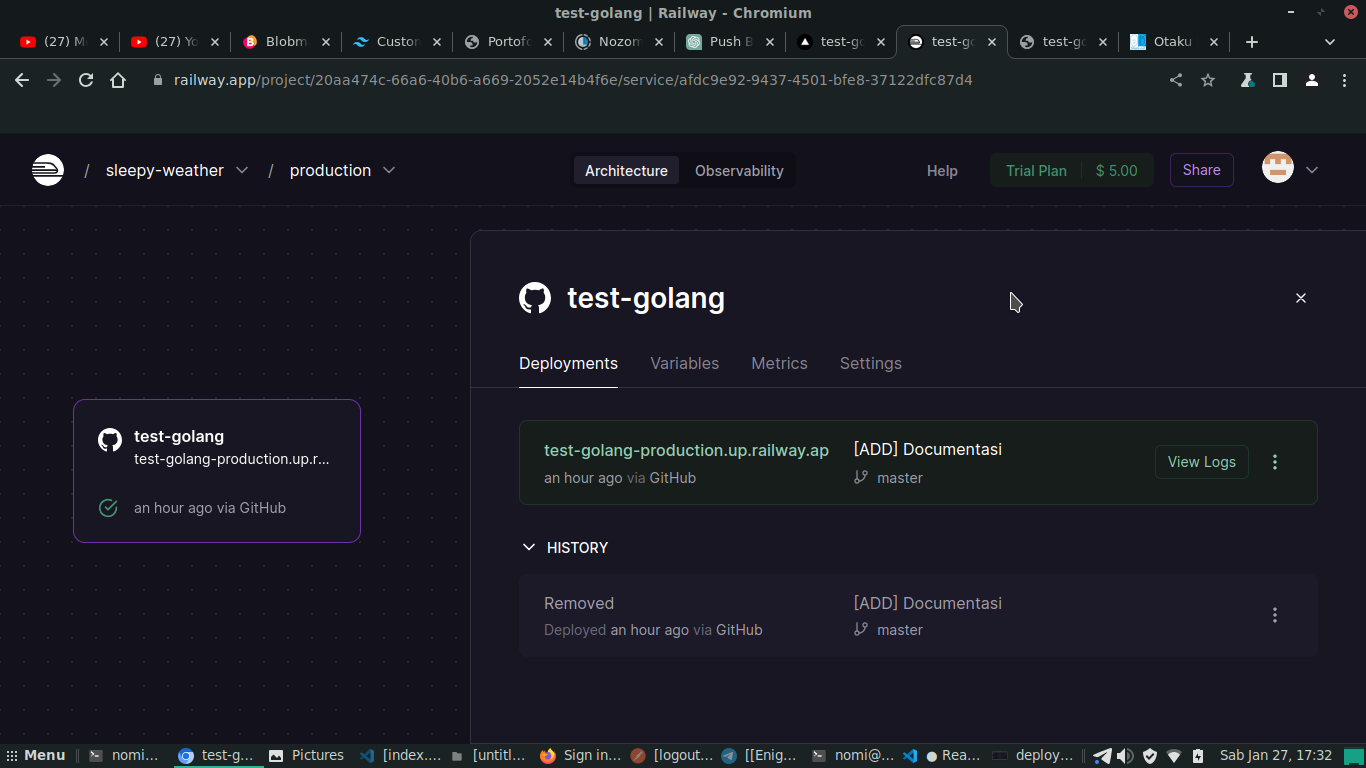 test-golang | Railway - Chromium
(27) M
(27) Yo
Blobm
Custor
Portofo
Nozom
Push B
test-go
test-go
test-go
Otaku
railway.app/project/20aa474c-66a6-40b6-a669-2052e14b4f6e/service/afdc9e92-9437-4501-bfe8-37122dfc87d4
/ sleepy-weather / production
Architecture
Observability
Help
Trial Plan
$ 5.00
Share
test-golang
Deployments
Variables
Metrics
Settings
test-golang
test-golang-production.up.r...
an hour ago via GitHub
test-golang-production.up.railway.ap
[ADD] Documentasi
an hour ago via GitHub
master
View Logs
HISTORY
Removed
[ADD] Documentasi
Deployed an hour ago via GitHub
master
Menu
nomi...
test-g...
Pictures
[index....
[untitl...
Sign in...
[logout...
[[Enig...
nomi@...
● Rea...
deploy...
Sab Jan 27, 17:32